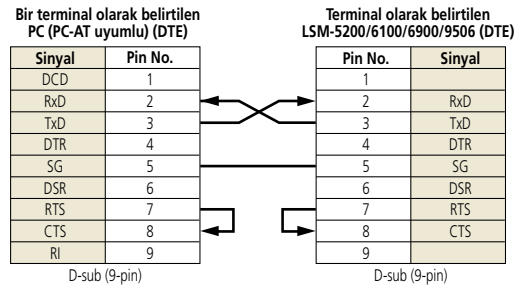 Bir terminal olarak belirtilen
PC (PC-AT uyumlu) (DTE)
Sinyal Pin No.
DCD 1
RxD 2
TxD 3
DTR 4
SG 5
DSR 6
RTS 7
CTS 8
RI 9
D-sub (9-pin)
Terminal olarak belirtilen
LSM-5200/6100/6900/9506 (DTE)
Pin No. Sinyal
1
2 RxD
3 TxD
4 DTR
5 SG
6 DSR
7 RTS
8 CTS
9
D-sub (9-pin)